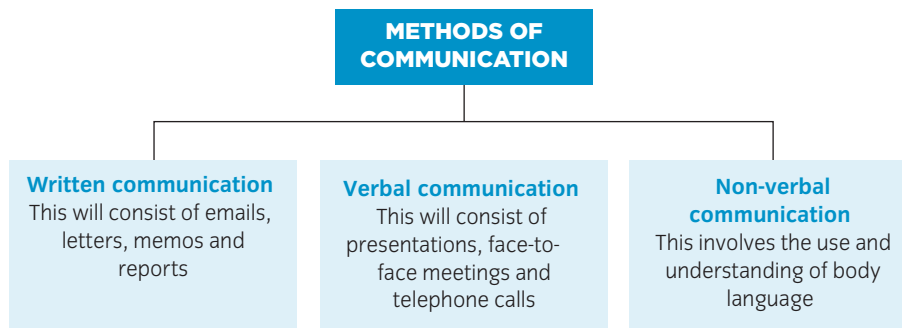 METHODS OF
COMMUNICATION
Written communication
This will consist of emails,
letters, memos and
reports
Verbal communication
This will consist of
presentations, face-to-
face meetings and
telephone calls
Non-verbal
communication
This involves the use and
understanding of body
language